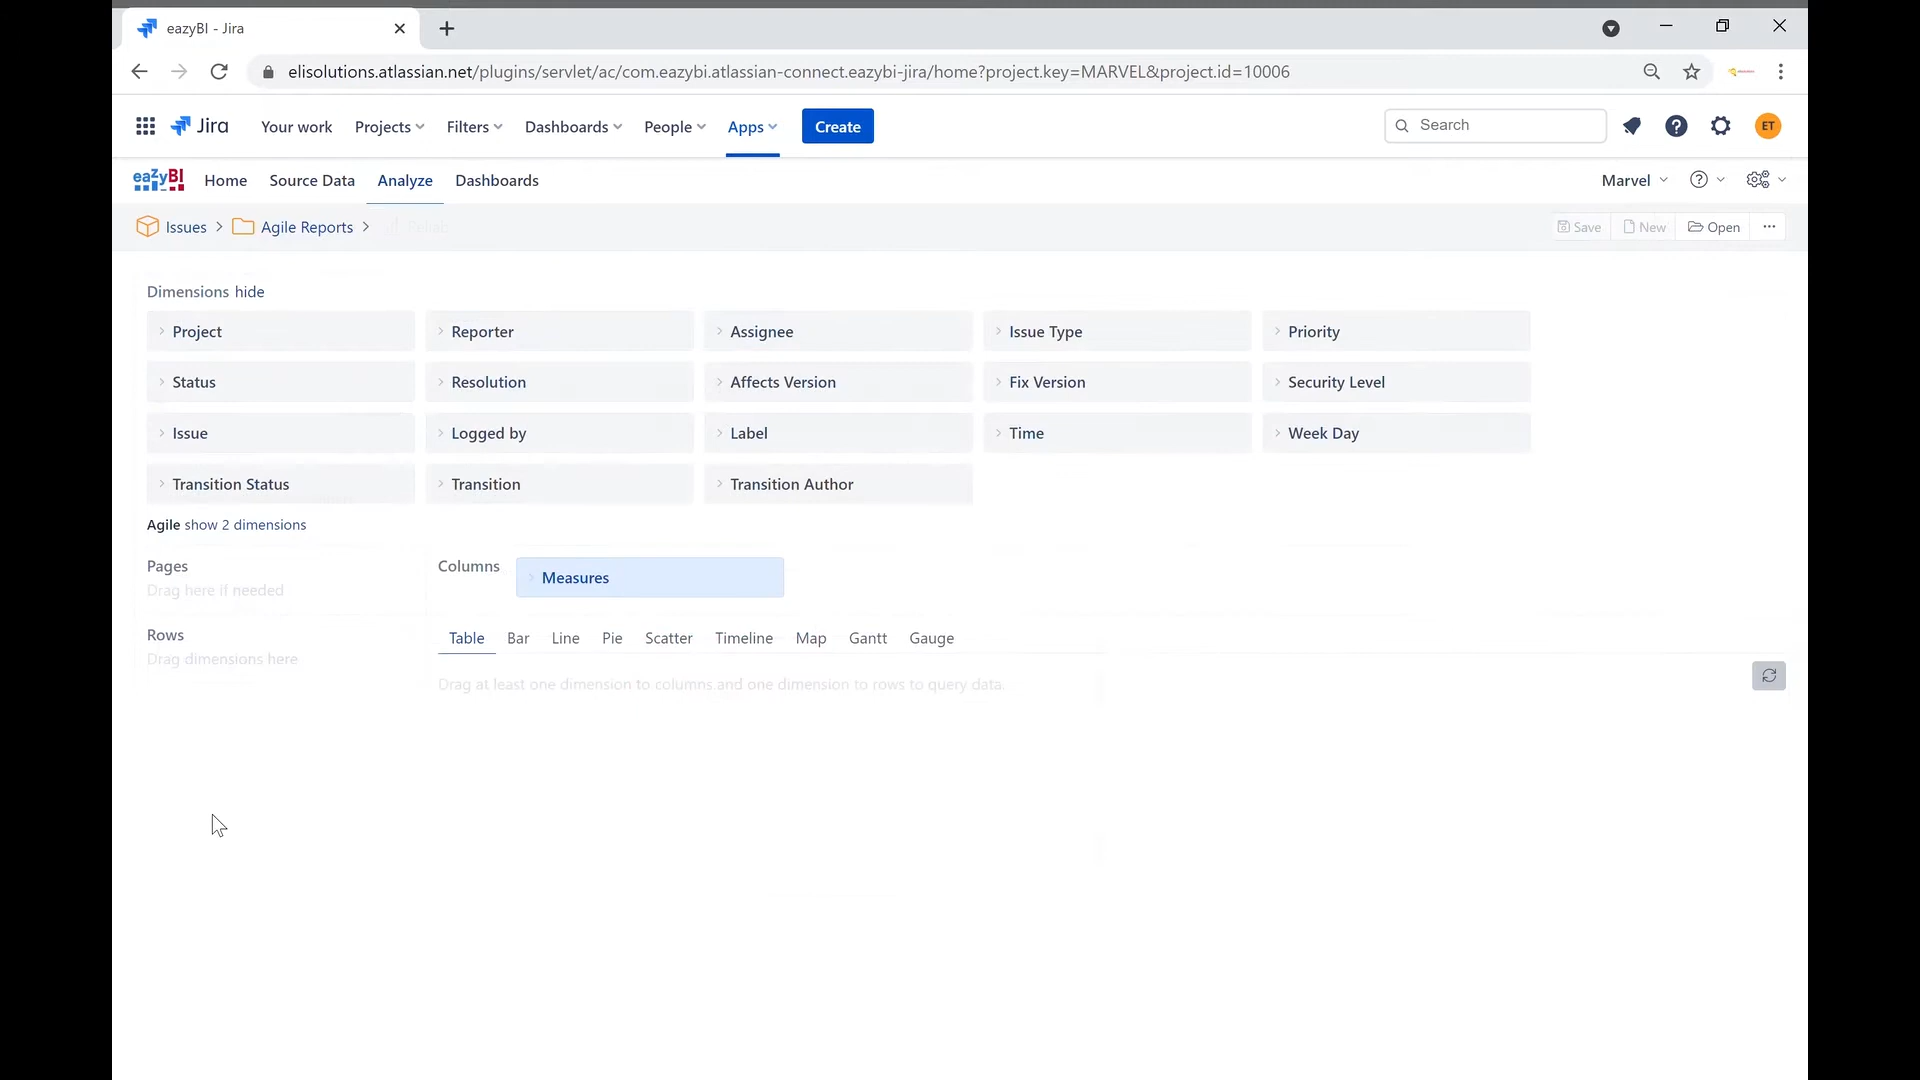 eazyBI - Jira
elisolutions.atlassian.net/plugins/servlet/ac/com.eazybi.atlassian-connect.eazybi-jira/home?project.key=MARVEL&project.id=10006
Jira Your work Projects Filters Dashboards People Apps Create Search ET
eazyBI Home Source Data Analyze Dashboards Marvel
Issues > Agile Reports > Save New Open ...
Dimensions hide
Project Reporter Assignee Issue Type Priority
Status Resolution Affects Version Fix Version Security Level
Issue Logged by Label Time Week Day
Transition Status Transition Transition Author
Agile show 2 dimensions
Pages Columns Measures
Drag here if needed
Rows Table Bar Line Pie Scatter Timeline Map Gantt Gauge
Drag dimensions here
Drag at least one dimension to columns and one dimension to rows to query data.